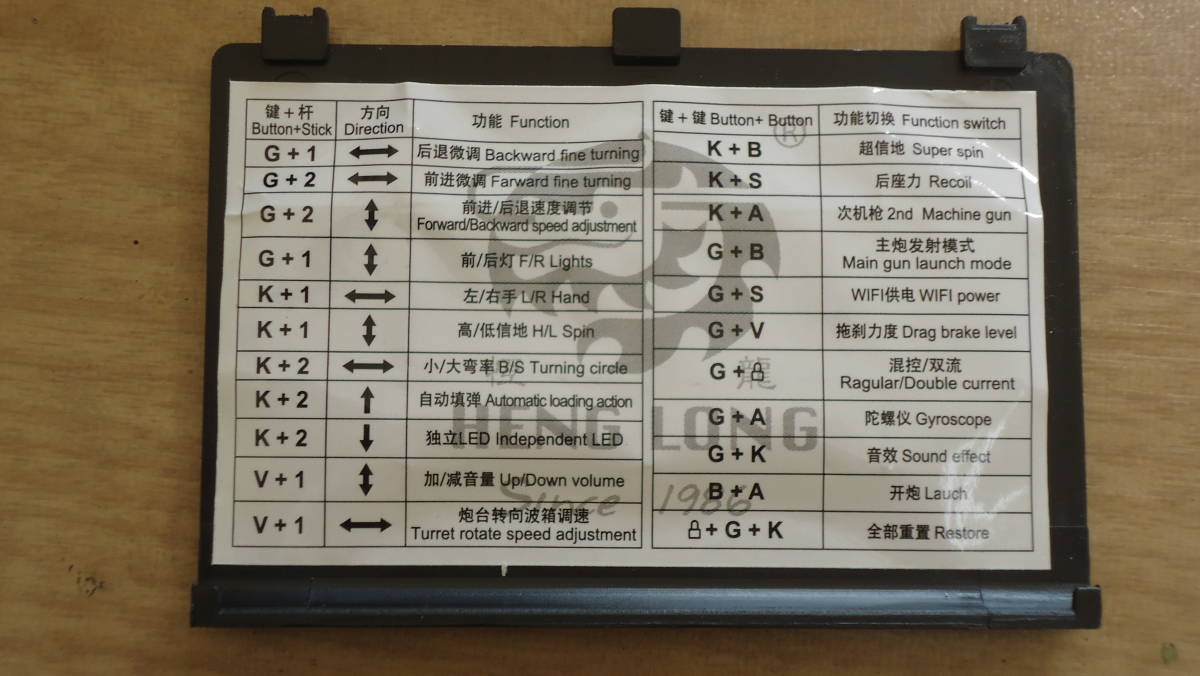 键+杆 方向 功能 Function
Button+Stick Direction
G + 1 ↔ 后退微调 Backward fine turning
G + 2 ↔ 前进微调 Farward fine turning
G + 2 ↕ 前进/后退速度调节
Forward/Backward speed adjustment
G + 1 ↕ 前/后灯 F/R Lights
K + 1 ↔ 左/右手 L/R Hand
K + 1 ↕ 高/低信地 H/L Spin
K + 2 ↔ 小/大弯率 B/S Turning circle
K + 2 ↑ 自动填弹 Automatic loading action
K + 2 ↓ 独立LED Independent LED
V + 1 ↕ 加/减音量 Up/Down volume
V + 1 ↔ 炮台转向波箱调速
Turret rotate speed adjustment
键+键 Button+ Button 功能切换 Function switch
K + B 超信地 Super spin
K + S 后座力 Recoil
K + A 次机枪 2nd Machine gun
G + B 主炮发射模式
Main gun launch mode
G + S WIFI供电 WIFI power
G + V 拖刹力度 Drag brake level
G + 🔒 混控/双流
Ragular/Double current
G + A 陀螺仪 Gyroscope
G + K 音效 Sound effect
B + A 开炮 Lauch
🔒 + G + K 全部重置 Restore
®
龍
HENG LONG
Since 1986